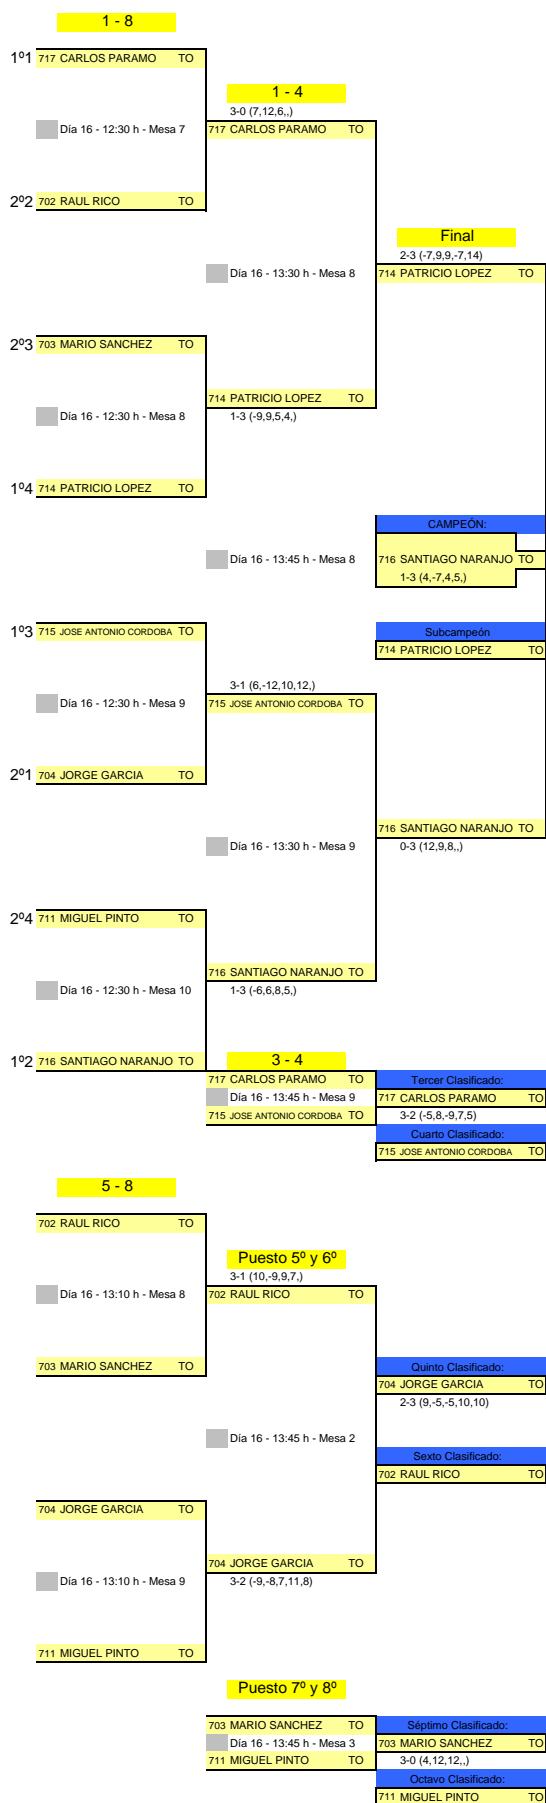 1 - 8
1º1 717 CARLOS PARAMO TO
1 - 4
3-0 (7,12,6,,)
Día 16 - 12:30 h - Mesa 7
717 CARLOS PARAMO TO
2º2 702 RAUL RICO TO
Final
2-3 (-7,9,9,-7,14)
Día 16 - 13:30 h - Mesa 8
714 PATRICIO LOPEZ TO
2º3 703 MARIO SANCHEZ TO
714 PATRICIO LOPEZ TO
Día 16 - 12:30 h - Mesa 8
1-3 (-9,9,5,4,)
1º4 714 PATRICIO LOPEZ TO
CAMPEÓN:
Día 16 - 13:45 h - Mesa 8
716 SANTIAGO NARANJO TO
1-3 (4,-7,4,5,)
1º3 715 JOSE ANTONIO CORDOBA TO
Subcampeón
714 PATRICIO LOPEZ TO
3-1 (6,-12,10,12,)
Día 16 - 12:30 h - Mesa 9
715 JOSE ANTONIO CORDOBA TO
2º1 704 JORGE GARCIA TO
716 SANTIAGO NARANJO TO
Día 16 - 13:30 h - Mesa 9
0-3 (12,9,8,,)
2º4 711 MIGUEL PINTO TO
716 SANTIAGO NARANJO TO
Día 16 - 12:30 h - Mesa 10
1-3 (-6,6,8,5,)
1º2 716 SANTIAGO NARANJO TO
3 - 4
717 CARLOS PARAMO TO
Tercer Clasificado:
Día 16 - 13:45 h - Mesa 9
717 CARLOS PARAMO TO
715 JOSE ANTONIO CORDOBA TO
3-2 (-5,8,-9,7,5)
Cuarto Clasificado:
715 JOSE ANTONIO CORDOBA TO
5 - 8
702 RAUL RICO TO
Puesto 5º y 6º
3-1 (10,-9,9,7,)
Día 16 - 13:10 h - Mesa 8
702 RAUL RICO TO
703 MARIO SANCHEZ TO
Quinto Clasificado:
704 JORGE GARCIA TO
2-3 (9,-5,-5,10,10)
Día 16 - 13:45 h - Mesa 2
Sexto Clasificado:
702 RAUL RICO TO
704 JORGE GARCIA TO
704 JORGE GARCIA TO
Día 16 - 13:10 h - Mesa 9
3-2 (-9,-8,7,11,8)
711 MIGUEL PINTO TO
Puesto 7º y 8º
703 MARIO SANCHEZ TO
Séptimo Clasificado:
Día 16 - 13:45 h - Mesa 3
703 MARIO SANCHEZ TO
711 MIGUEL PINTO TO
3-0 (4,12,12,,)
Octavo Clasificado:
711 MIGUEL PINTO TO